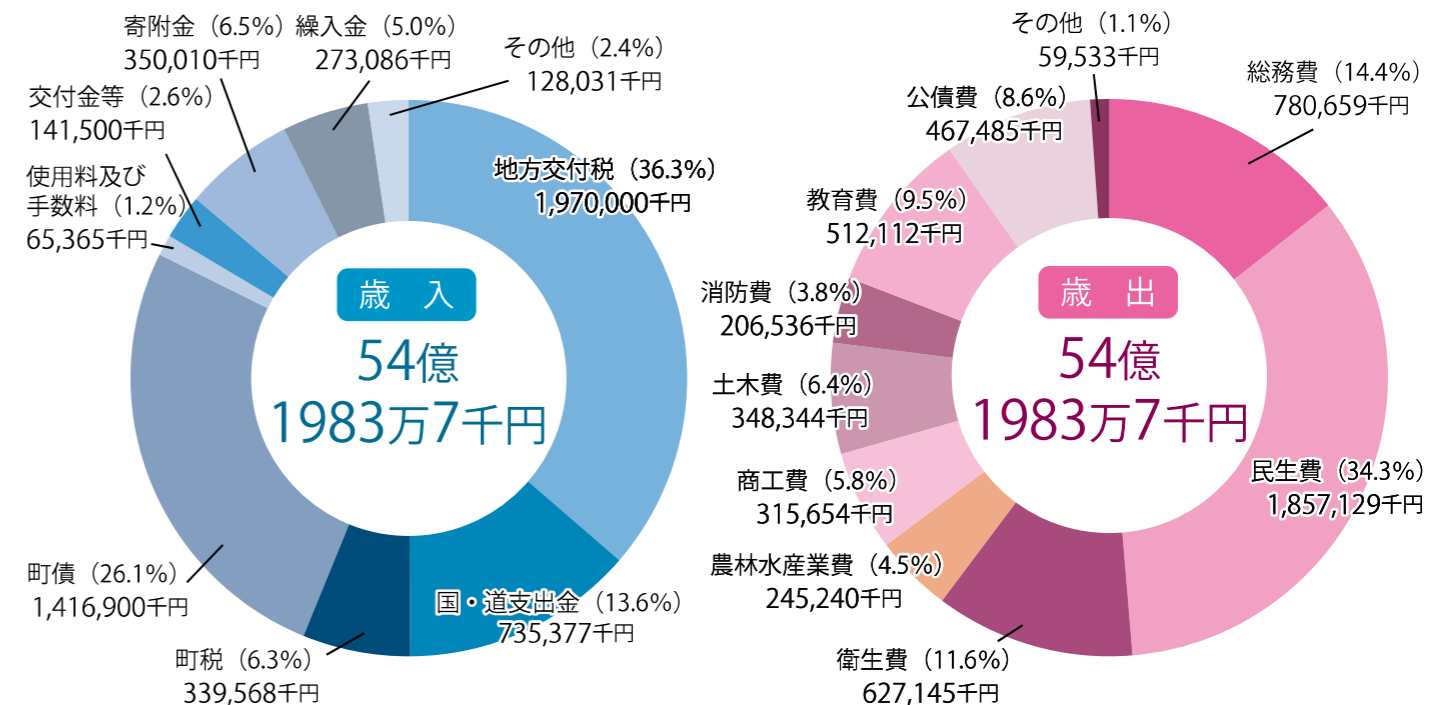 寄附金（6.5%）
350,010千円
繰入金（5.0%）
273,086千円
その他（2.4%）
128,031千円
交付金等（2.6%）
141,500千円
使用料及び
手数料（1.2%）
65,365千円
地方交付税（36.3%）
1,970,000千円
歳 入
54億
1983万7千円
町債（26.1%）
1,416,900千円
国・道支出金（13.6%）
735,377千円
町税（6.3%）
339,568千円
その他（1.1%）
59,533千円
総務費（14.4%）
780,659千円
公債費（8.6%）
467,485千円
教育費（9.5%）
512,112千円
消防費（3.8%）
206,536千円
歳 出
54億
1983万7千円
土木費（6.4%）
348,344千円
商工費（5.8%）
315,654千円
民生費（34.3%）
1,857,129千円
農林水産業費（4.5%）
245,240千円
衛生費（11.6%）
627,145千円